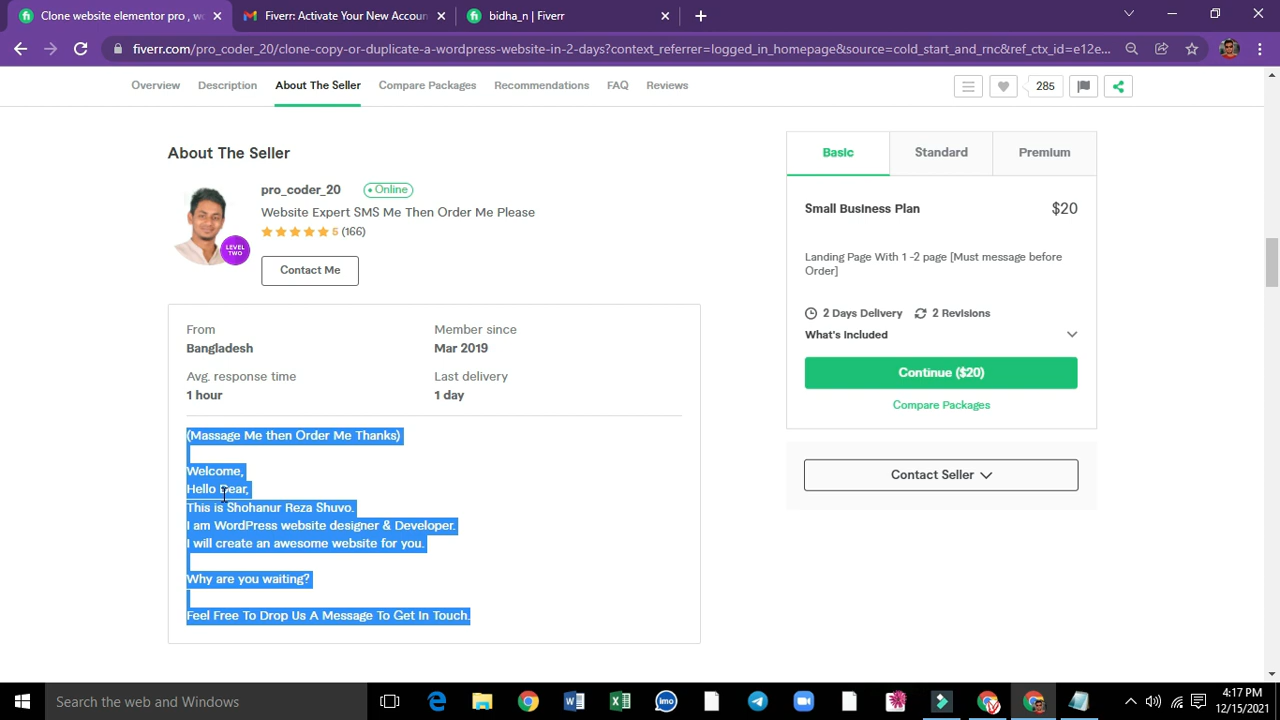 Clone website elementor pro , wo
Fiverr: Activate Your New Accoun
bidha_n | Fiverr
fiverr.com/pro_coder_20/clone-copy-or-duplicate-a-wordpress-website-in-2-days?context_referrer=logged_in_homepage&source=cold_start_and_rnc&ref_ctx_id=e12e...
Overview Description About The Seller Compare Packages Recommendations FAQ Reviews
285
About The Seller
pro_coder_20 • Online
Website Expert SMS Me Then Order Me Please
5 (166)
LEVEL
TWO
Contact Me
From
Bangladesh
Member since
Mar 2019
Avg. response time
1 hour
Last delivery
1 day
(Massage Me then Order Me Thanks)
Welcome,
Hello Dear,
This is Shohanur Reza Shuvo.
I am WordPress website designer & Developer.
I will create an awesome website for you.
Why are you waiting?
Feel Free To Drop Us A Message To Get In Touch.
Basic Standard Premium
Small Business Plan $20
Landing Page With 1 -2 page [Must message before
Order]
2 Days Delivery 2 Revisions
What's Included
Continue ($20)
Compare Packages
Contact Seller
Search the web and Windows
imo
4:17 PM
12/15/2021